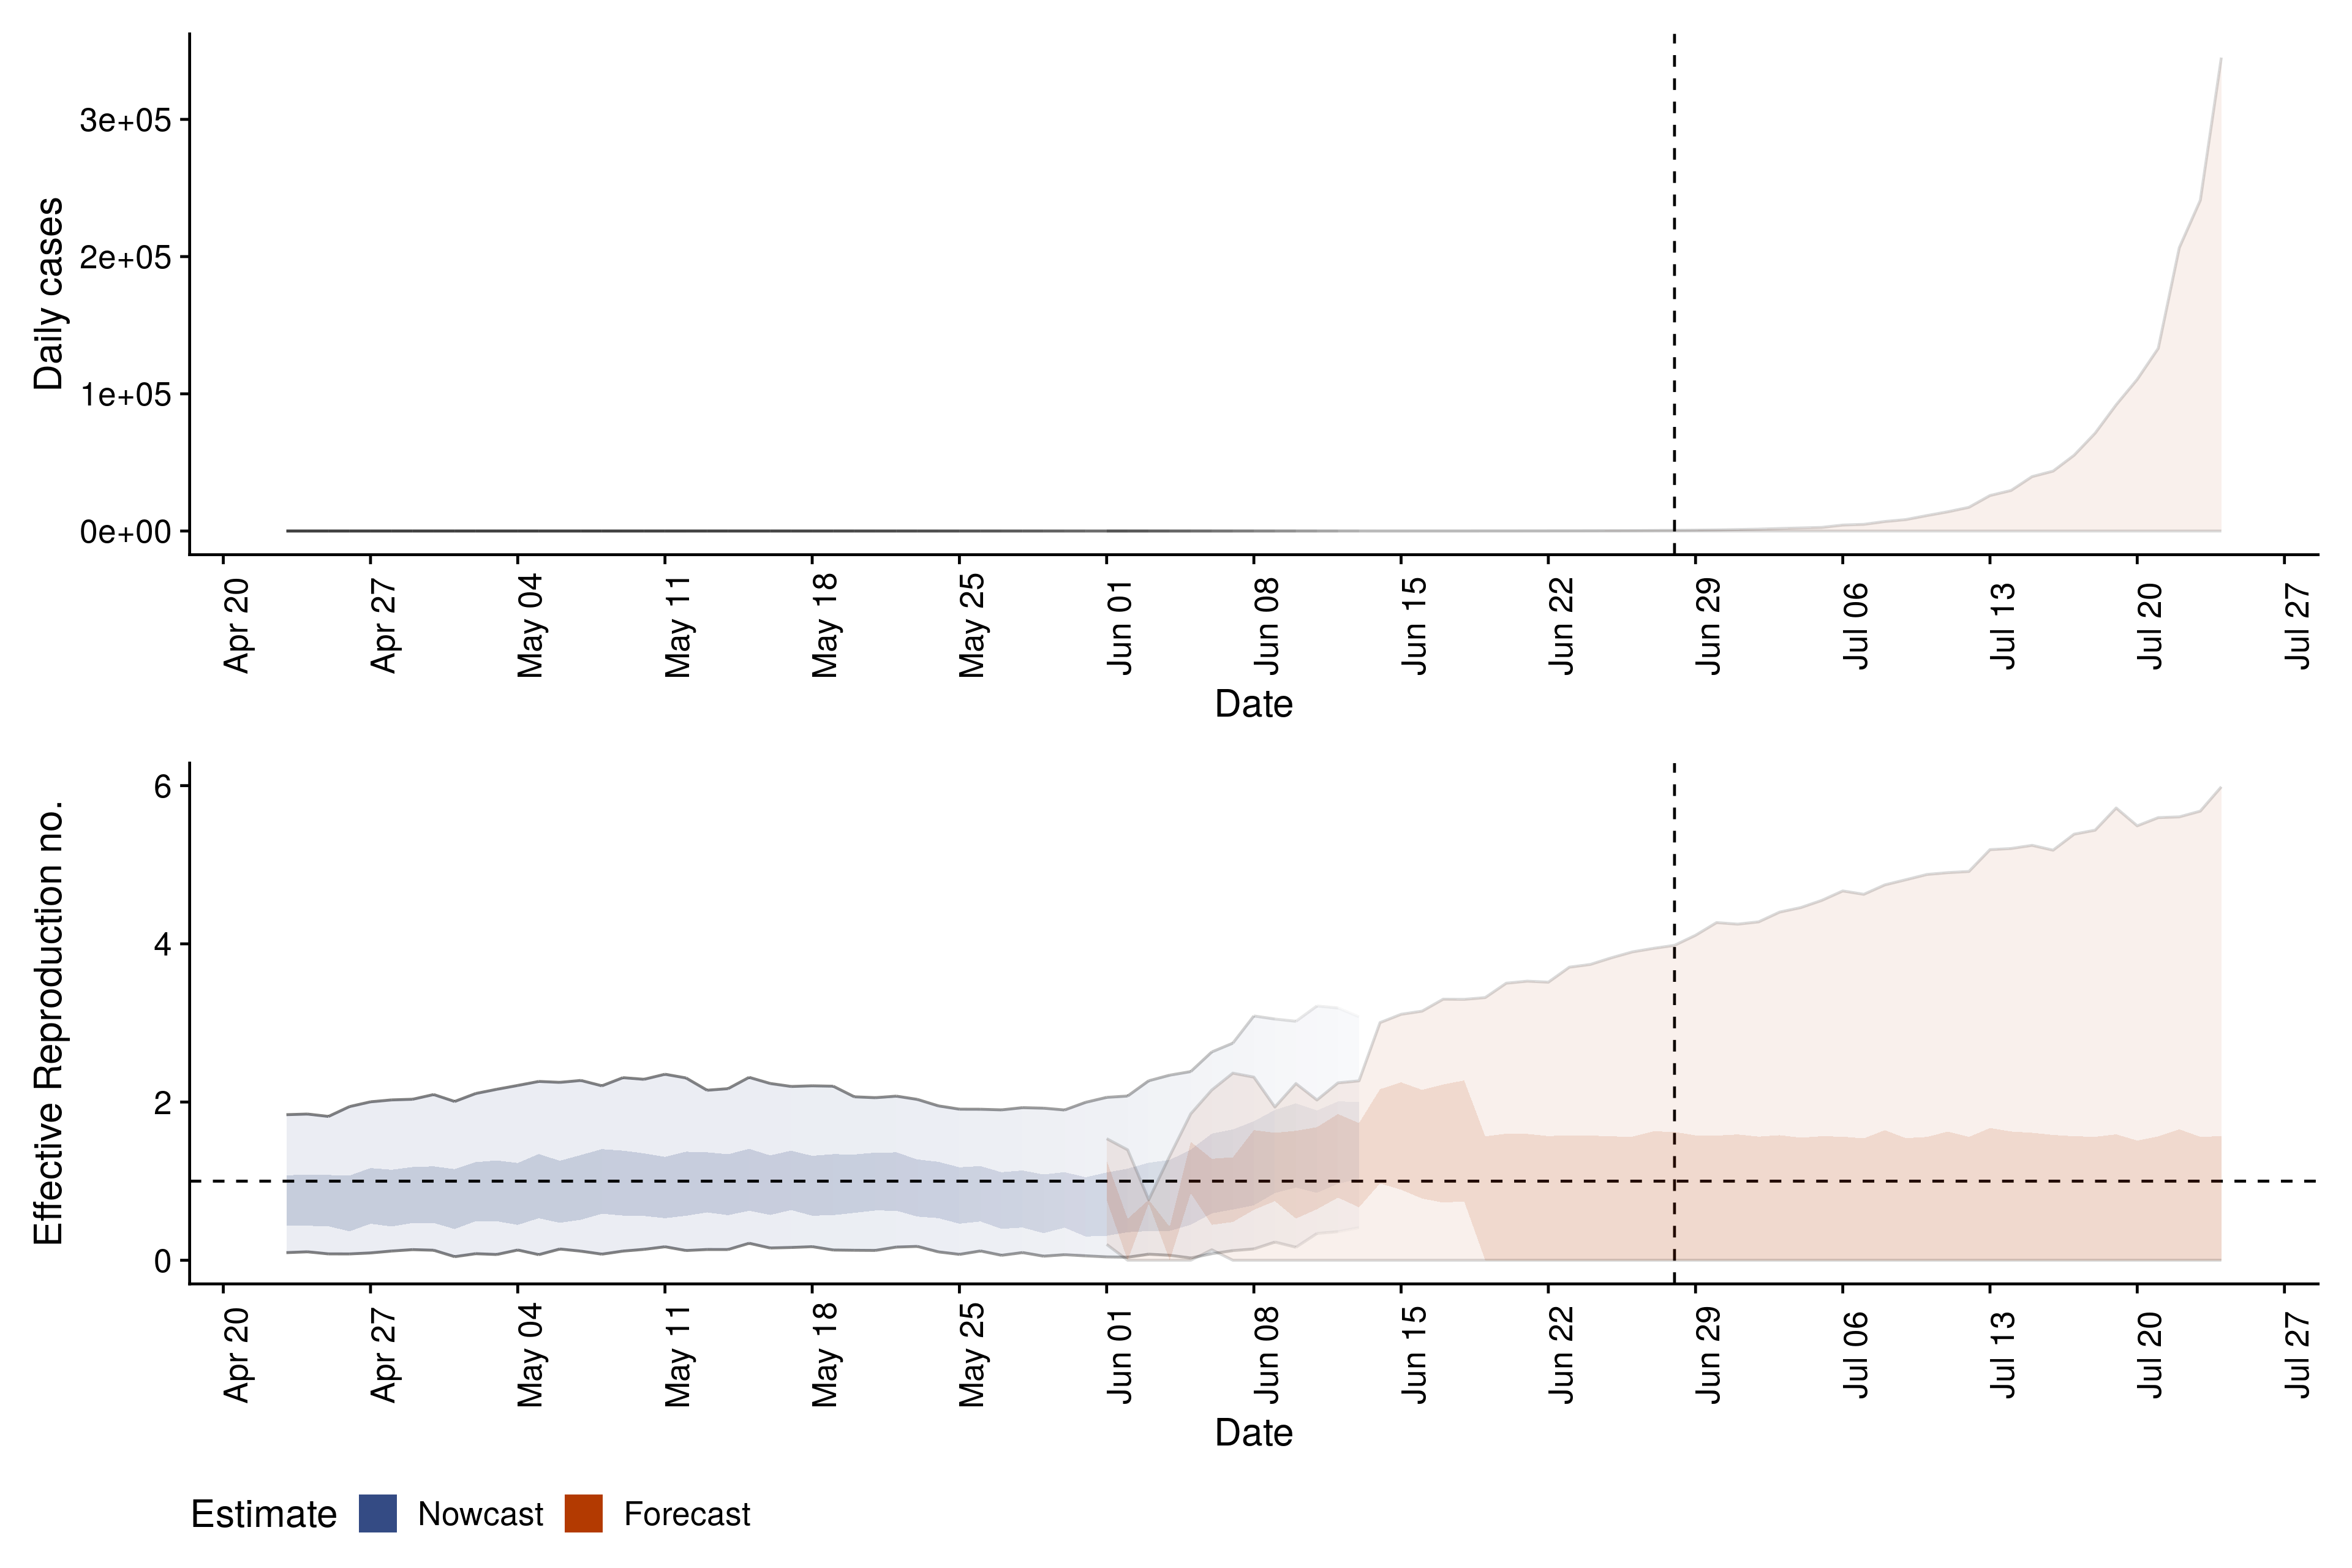 Daily cases
3e+05
2e+05
1e+05
0e+00
Apr 20
Apr 27
May 04
May 11
May 18
May 25
Jun 01
Jun 08
Jun 15
Jun 22
Jun 29
Jul 06
Jul 13
Jul 20
Jul 27
Date
Effective Reproduction no.
6
4
2
0
Apr 20
Apr 27
May 04
May 11
May 18
May 25
Jun 01
Jun 08
Jun 15
Jun 22
Jun 29
Jul 06
Jul 13
Jul 20
Jul 27
Date
Estimate Nowcast Forecast